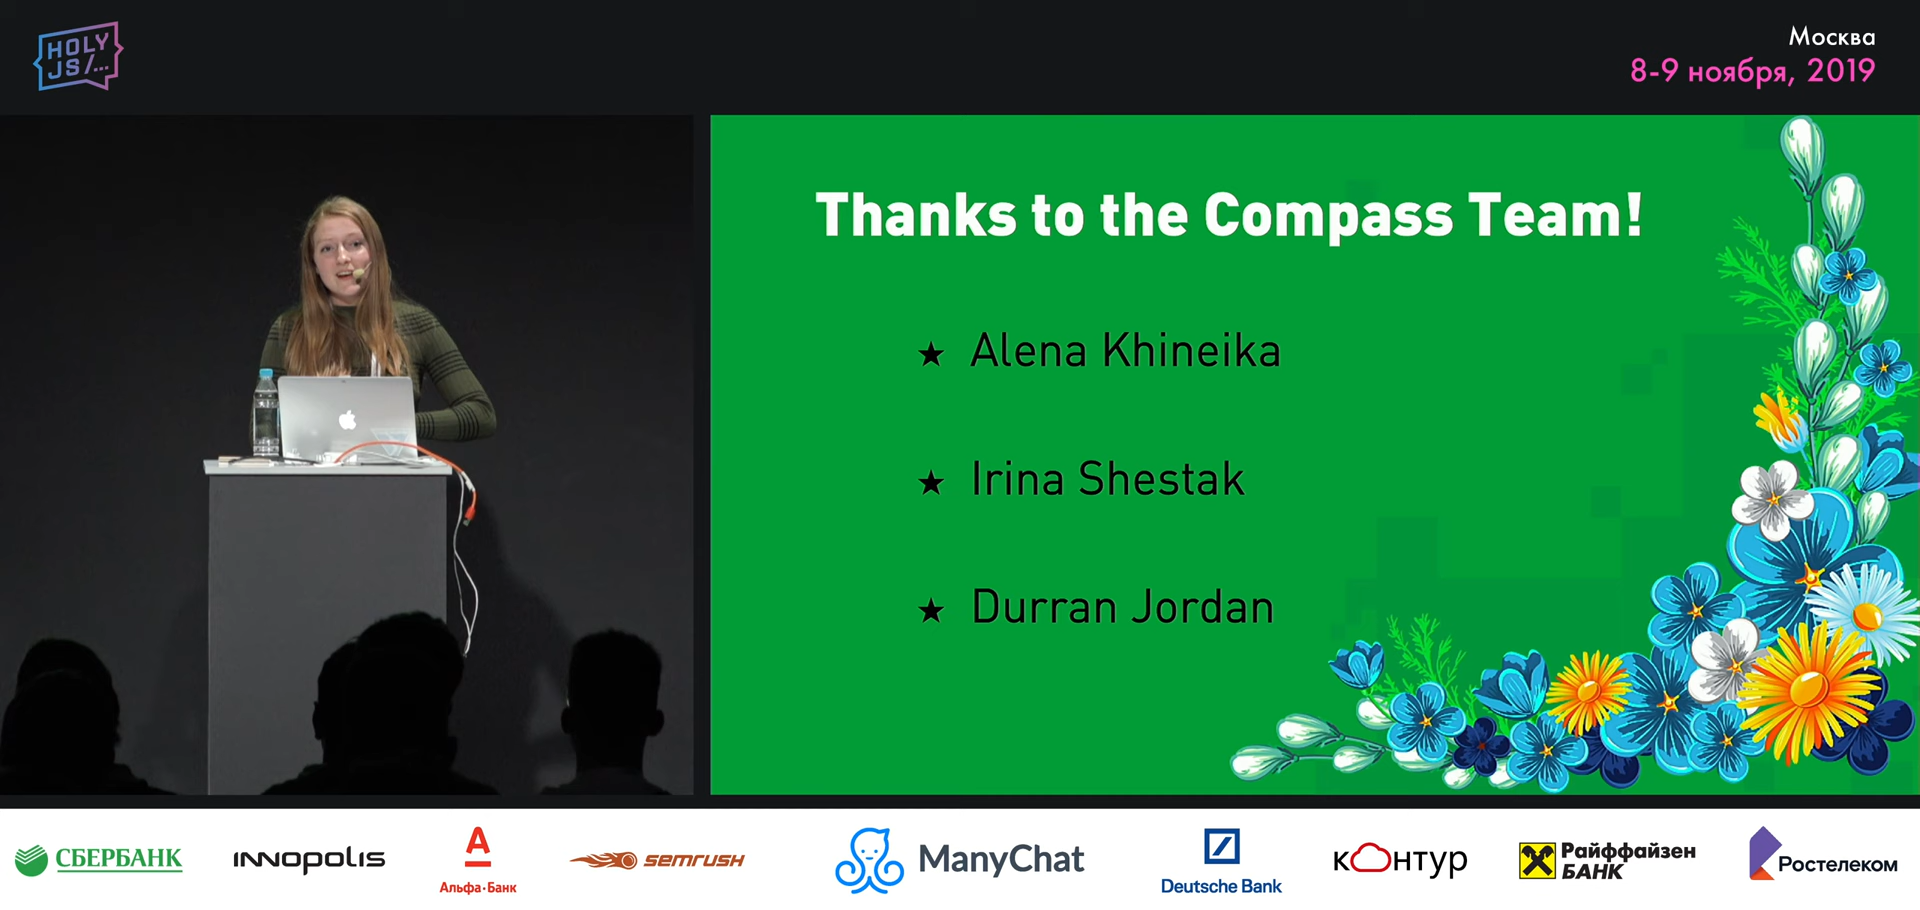 HOLY
JS/...
Москва
8-9 ноября, 2019
Thanks to the Compass Team!
★ Alena Khineika
★ Irina Shestak
★ Durran Jordan
СБЕРБАНК
INNOPOLIS
Альфа·Банк
semrush
ManyChat
Deutsche Bank
контур
Райффайзен
БАНК
Ростелеком